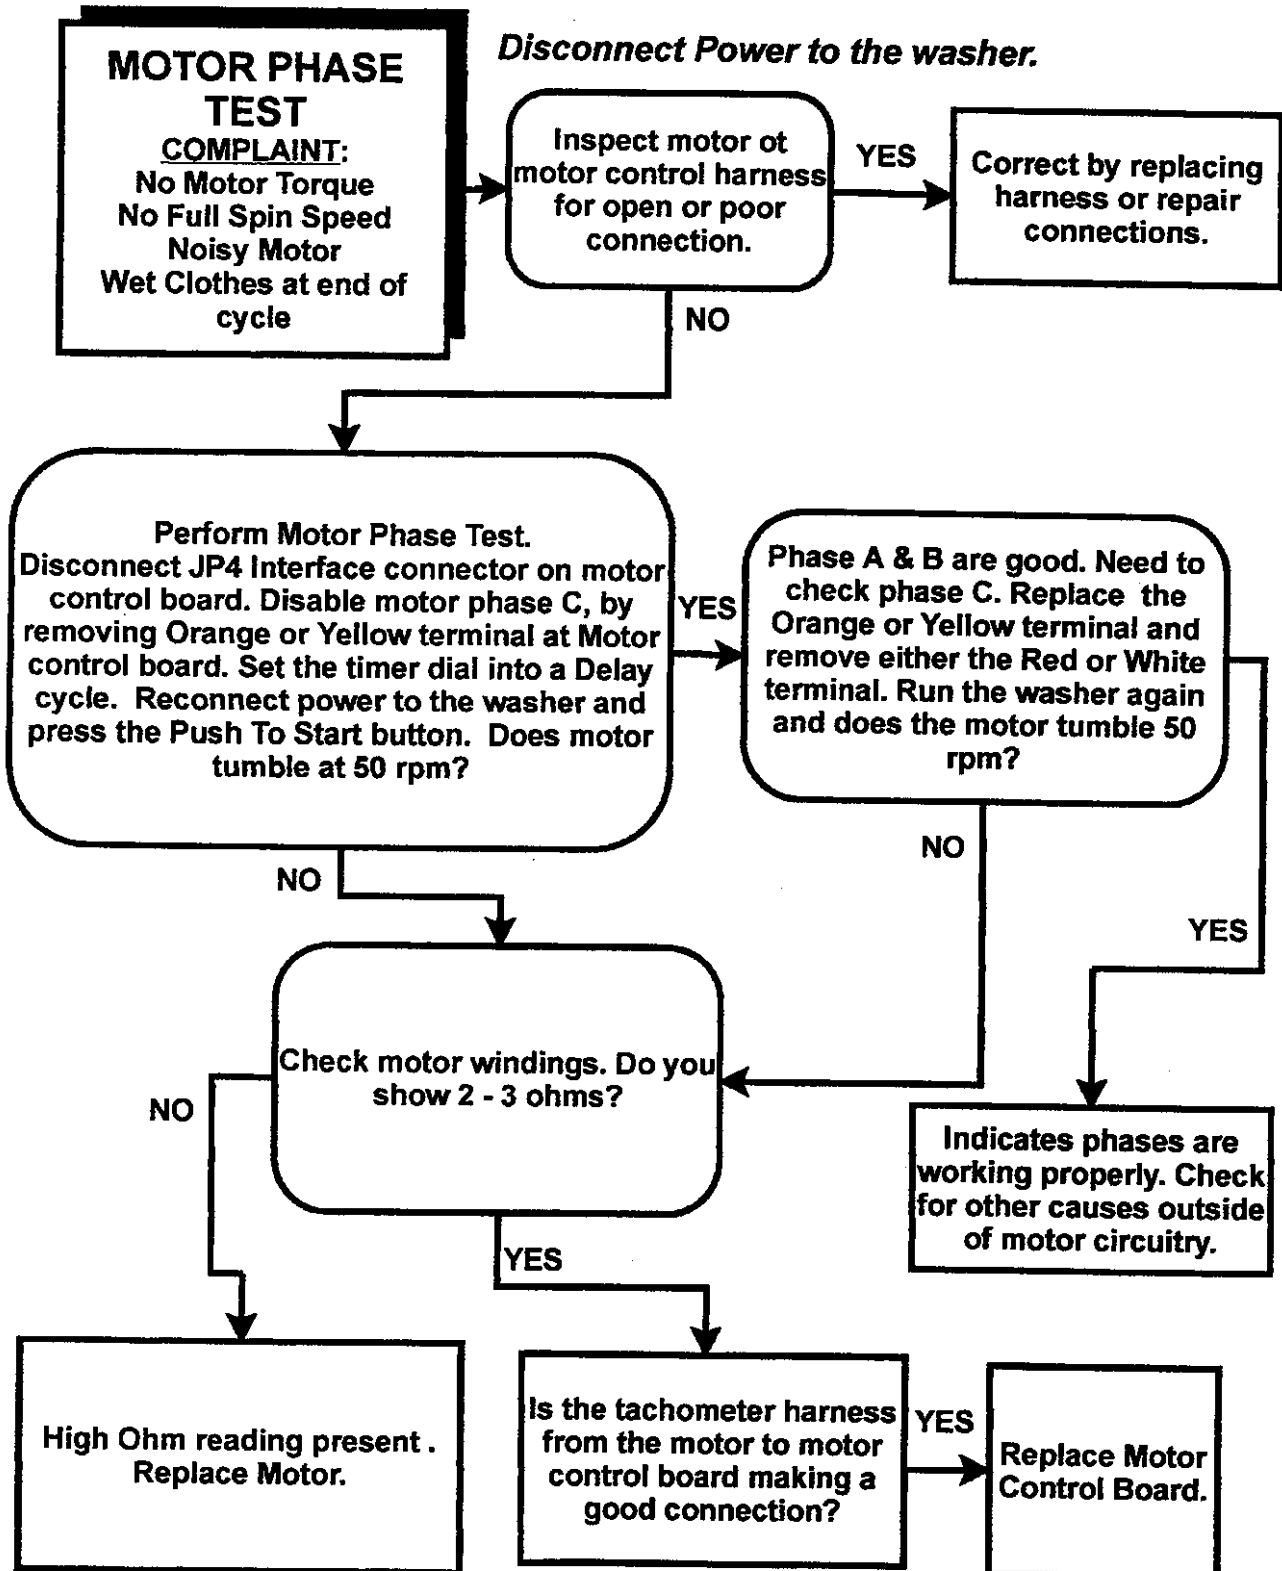 MOTOR PHASE
TEST
COMPLAINT:
No Motor Torque
No Full Spin Speed
Noisy Motor
Wet Clothes at end of
cycle
Disconnect Power to the washer.
Inspect motor ot
motor control harness
for open or poor
connection.
YES
Correct by replacing
harness or repair
connections.
NO
Perform Motor Phase Test.
Disconnect JP4 Interface connector on motor
control board. Disable motor phase C, by
removing Orange or Yellow terminal at Motor
control board. Set the timer dial into a Delay
cycle. Reconnect power to the washer and
press the Push To Start button. Does motor
tumble at 50 rpm?
YES
Phase A & B are good. Need to
check phase C. Replace the
Orange or Yellow terminal and
remove either the Red or White
terminal. Run the washer again
and does the motor tumble 50
rpm?
NO
NO
YES
Check motor windings. Do you
show 2 - 3 ohms?
NO
Indicates phases are
working properly. Check
for other causes outside
of motor circuitry.
YES
High Ohm reading present .
Replace Motor.
Is the tachometer harness
from the motor to motor
control board making a
good connection?
YES
Replace Motor
Control Board.